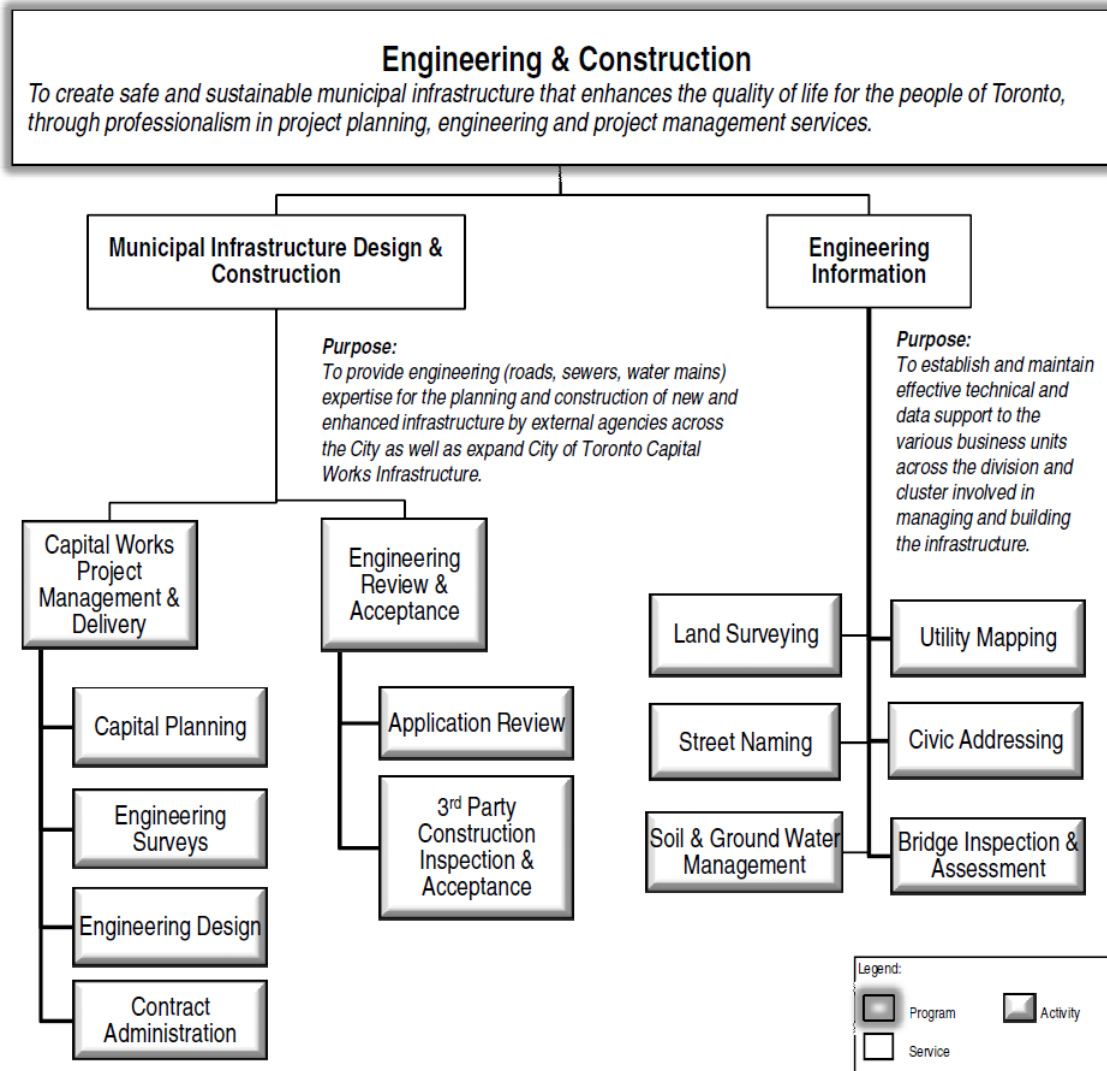 Engineering & Construction
To create safe and sustainable municipal infrastructure that enhances the quality of life for the people of Toronto,
through professionalism in project planning, engineering and project management services.
Municipal Infrastructure Design &
Construction
Engineering
Information
Purpose:
To provide engineering (roads, sewers, water mains)
expertise for the planning and construction of new and
enhanced infrastructure by external agencies across
the City as well as expand City of Toronto Capital
Works Infrastructure.
Purpose:
To establish and maintain
effective technical and
data support to the
various business units
across the division and
cluster involved in
managing and building
the infrastructure.
Capital Works
Project
Management &
Delivery
Engineering
Review &
Acceptance
Capital Planning
Engineering
Surveys
Engineering Design
Contract
Administration
Application Review
3rd Party
Construction
Inspection &
Acceptance
Land Surveying
Utility Mapping
Street Naming
Civic Addressing
Soil & Ground Water
Management
Bridge Inspection &
Assessment
Legend:
Program
Activity
Service